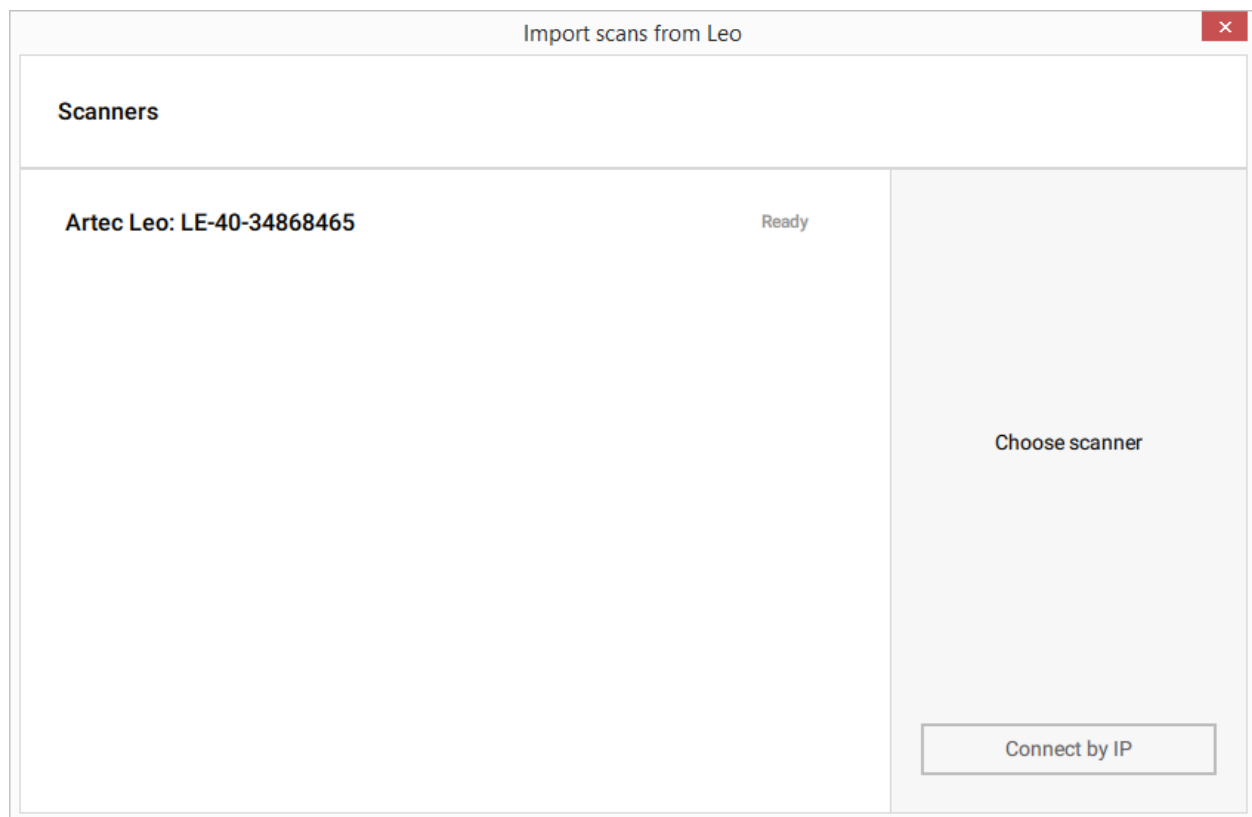 Import scans from Leo
Scanners
Artec Leo: LE-40-34868465
Ready
Choose scanner
Connect by IP